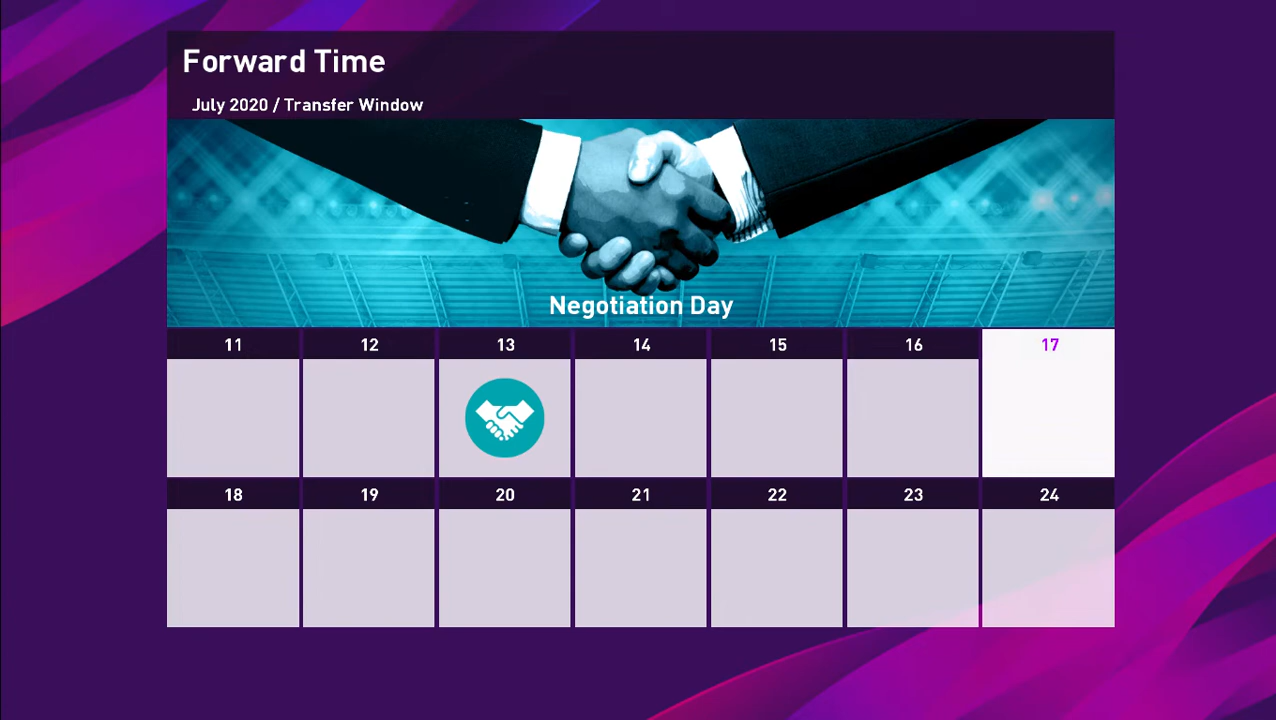 Forward Time
July 2020 / Transfer Window
Negotiation Day
11 12 13 14 15 16 17
18 19 20 21 22 23 24